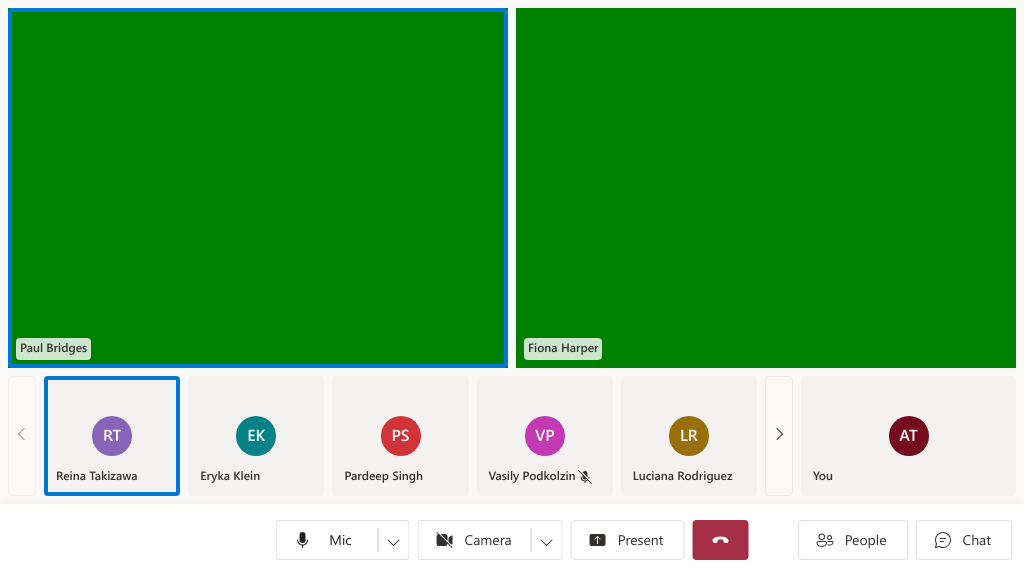 Paul Bridges
Fiona Harper
RT
Reina Takizawa
EK
Eryka Klein
PS
Pardeep Singh
VP
Vasily Podkolzin
LR
Luciana Rodriguez
AT
You
Mic
Camera
Present
People
Chat